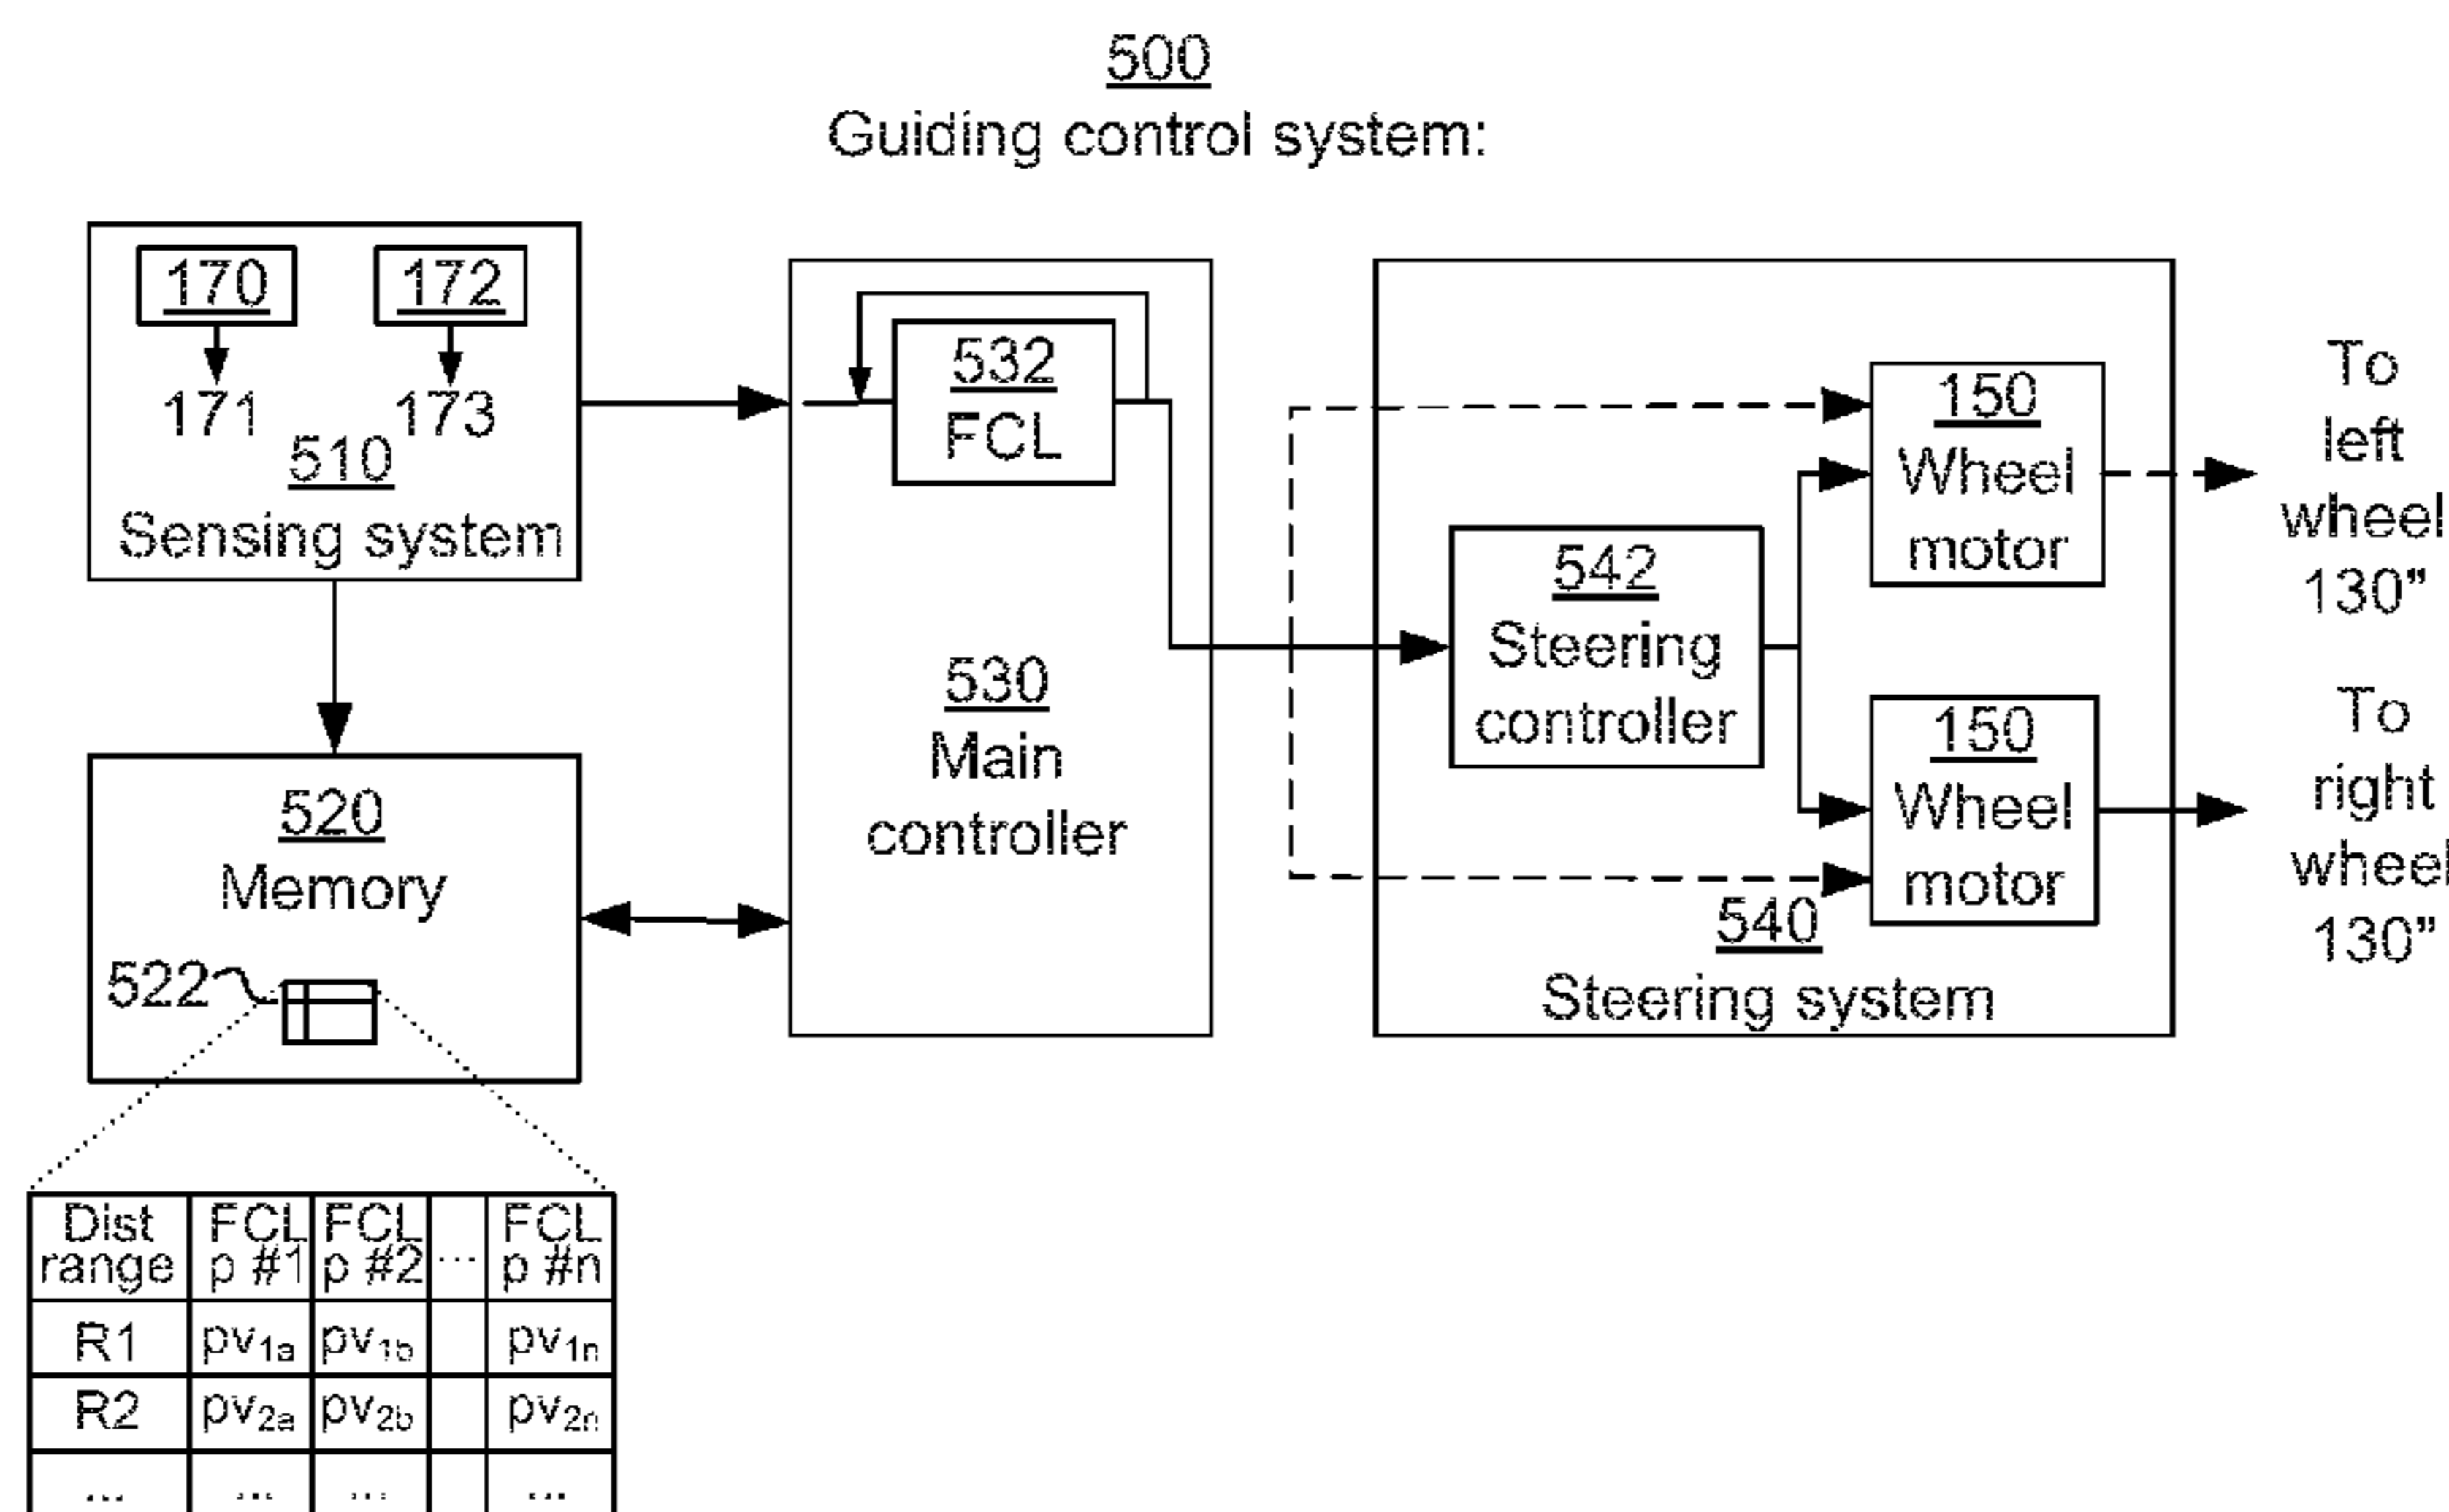 500
Guiding control system:
170
172
171
173
510
Sensing system
532
FCL
530
Main
controller
520
Memory
522
542
Steering
controller
150
Wheel
motor
150
Wheel
motor
540
Steering system
To
left
wheel
130”
To
right
wheel
130”
Dist range FCL p #1 FCL p #2 ... FCL p #n
R1 pv1a pv1b pv1n
R2 pv2a pv2b pv2n
... ... ... ...